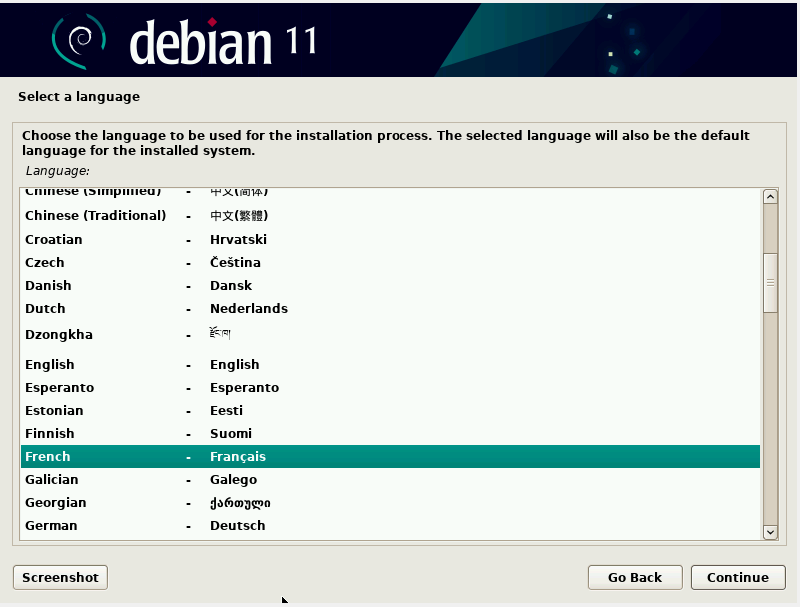 debian 11
Select a language
Choose the language to be used for the installation process. The selected language will also be the default
language for the installed system.
Language:
Chinese (Simplified) - 中文(简体)
Chinese (Traditional) - 中文(繁體)
Croatian - Hrvatski
Czech - Čeština
Danish - Dansk
Dutch - Nederlands
Dzongkha - རྫོང་ཁ།
English - English
Esperanto - Esperanto
Estonian - Eesti
Finnish - Suomi
French - Français
Galician - Galego
Georgian - ქართული
German - Deutsch
Screenshot Go Back Continue